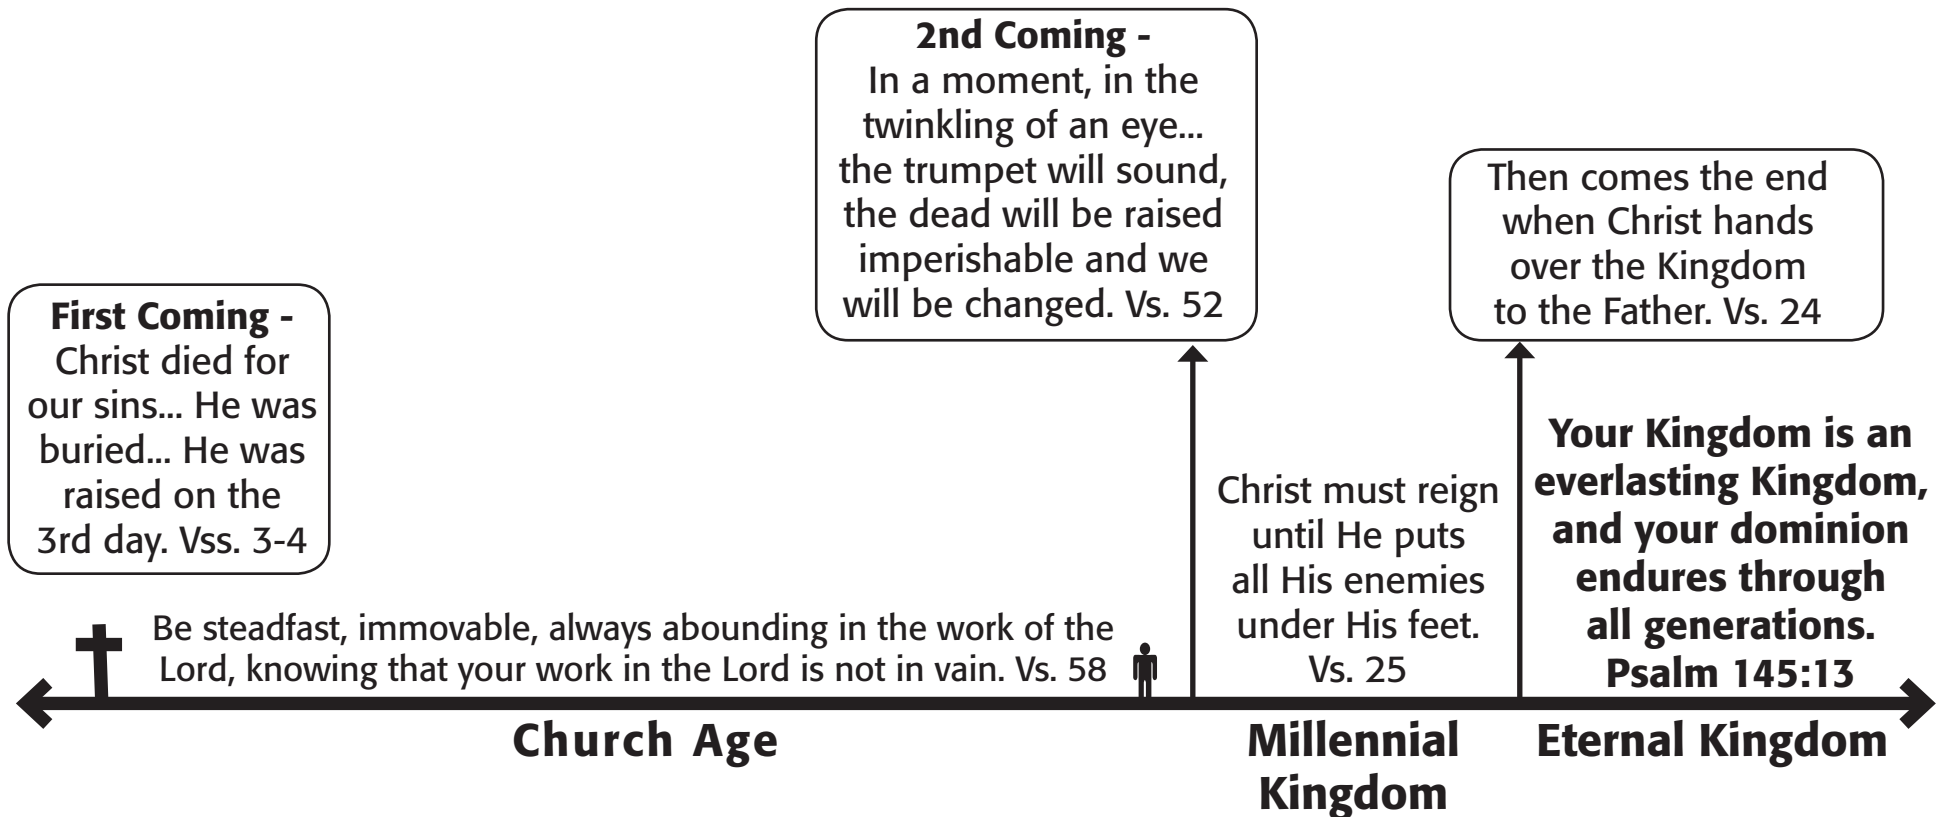 First Coming -
Christ died for
our sins... He was
buried... He was
raised on the
3rd day. Vss. 3-4
Be steadfast, immovable, always abounding in the work of the
Lord, knowing that your work in the Lord is not in vain. Vs. 58
Church Age
2nd Coming -
In a moment, in the
twinkling of an eye...
the trumpet will sound,
the dead will be raised
imperishable and we
will be changed. Vs. 52
Christ must reign
until He puts
all His enemies
under His feet.
Vs. 25
Millennial
Kingdom
Then comes the end
when Christ hands
over the Kingdom
to the Father. Vs. 24
Your Kingdom is an
everlasting Kingdom,
and your dominion
endures through
all generations.
Psalm 145:13
Eternal Kingdom